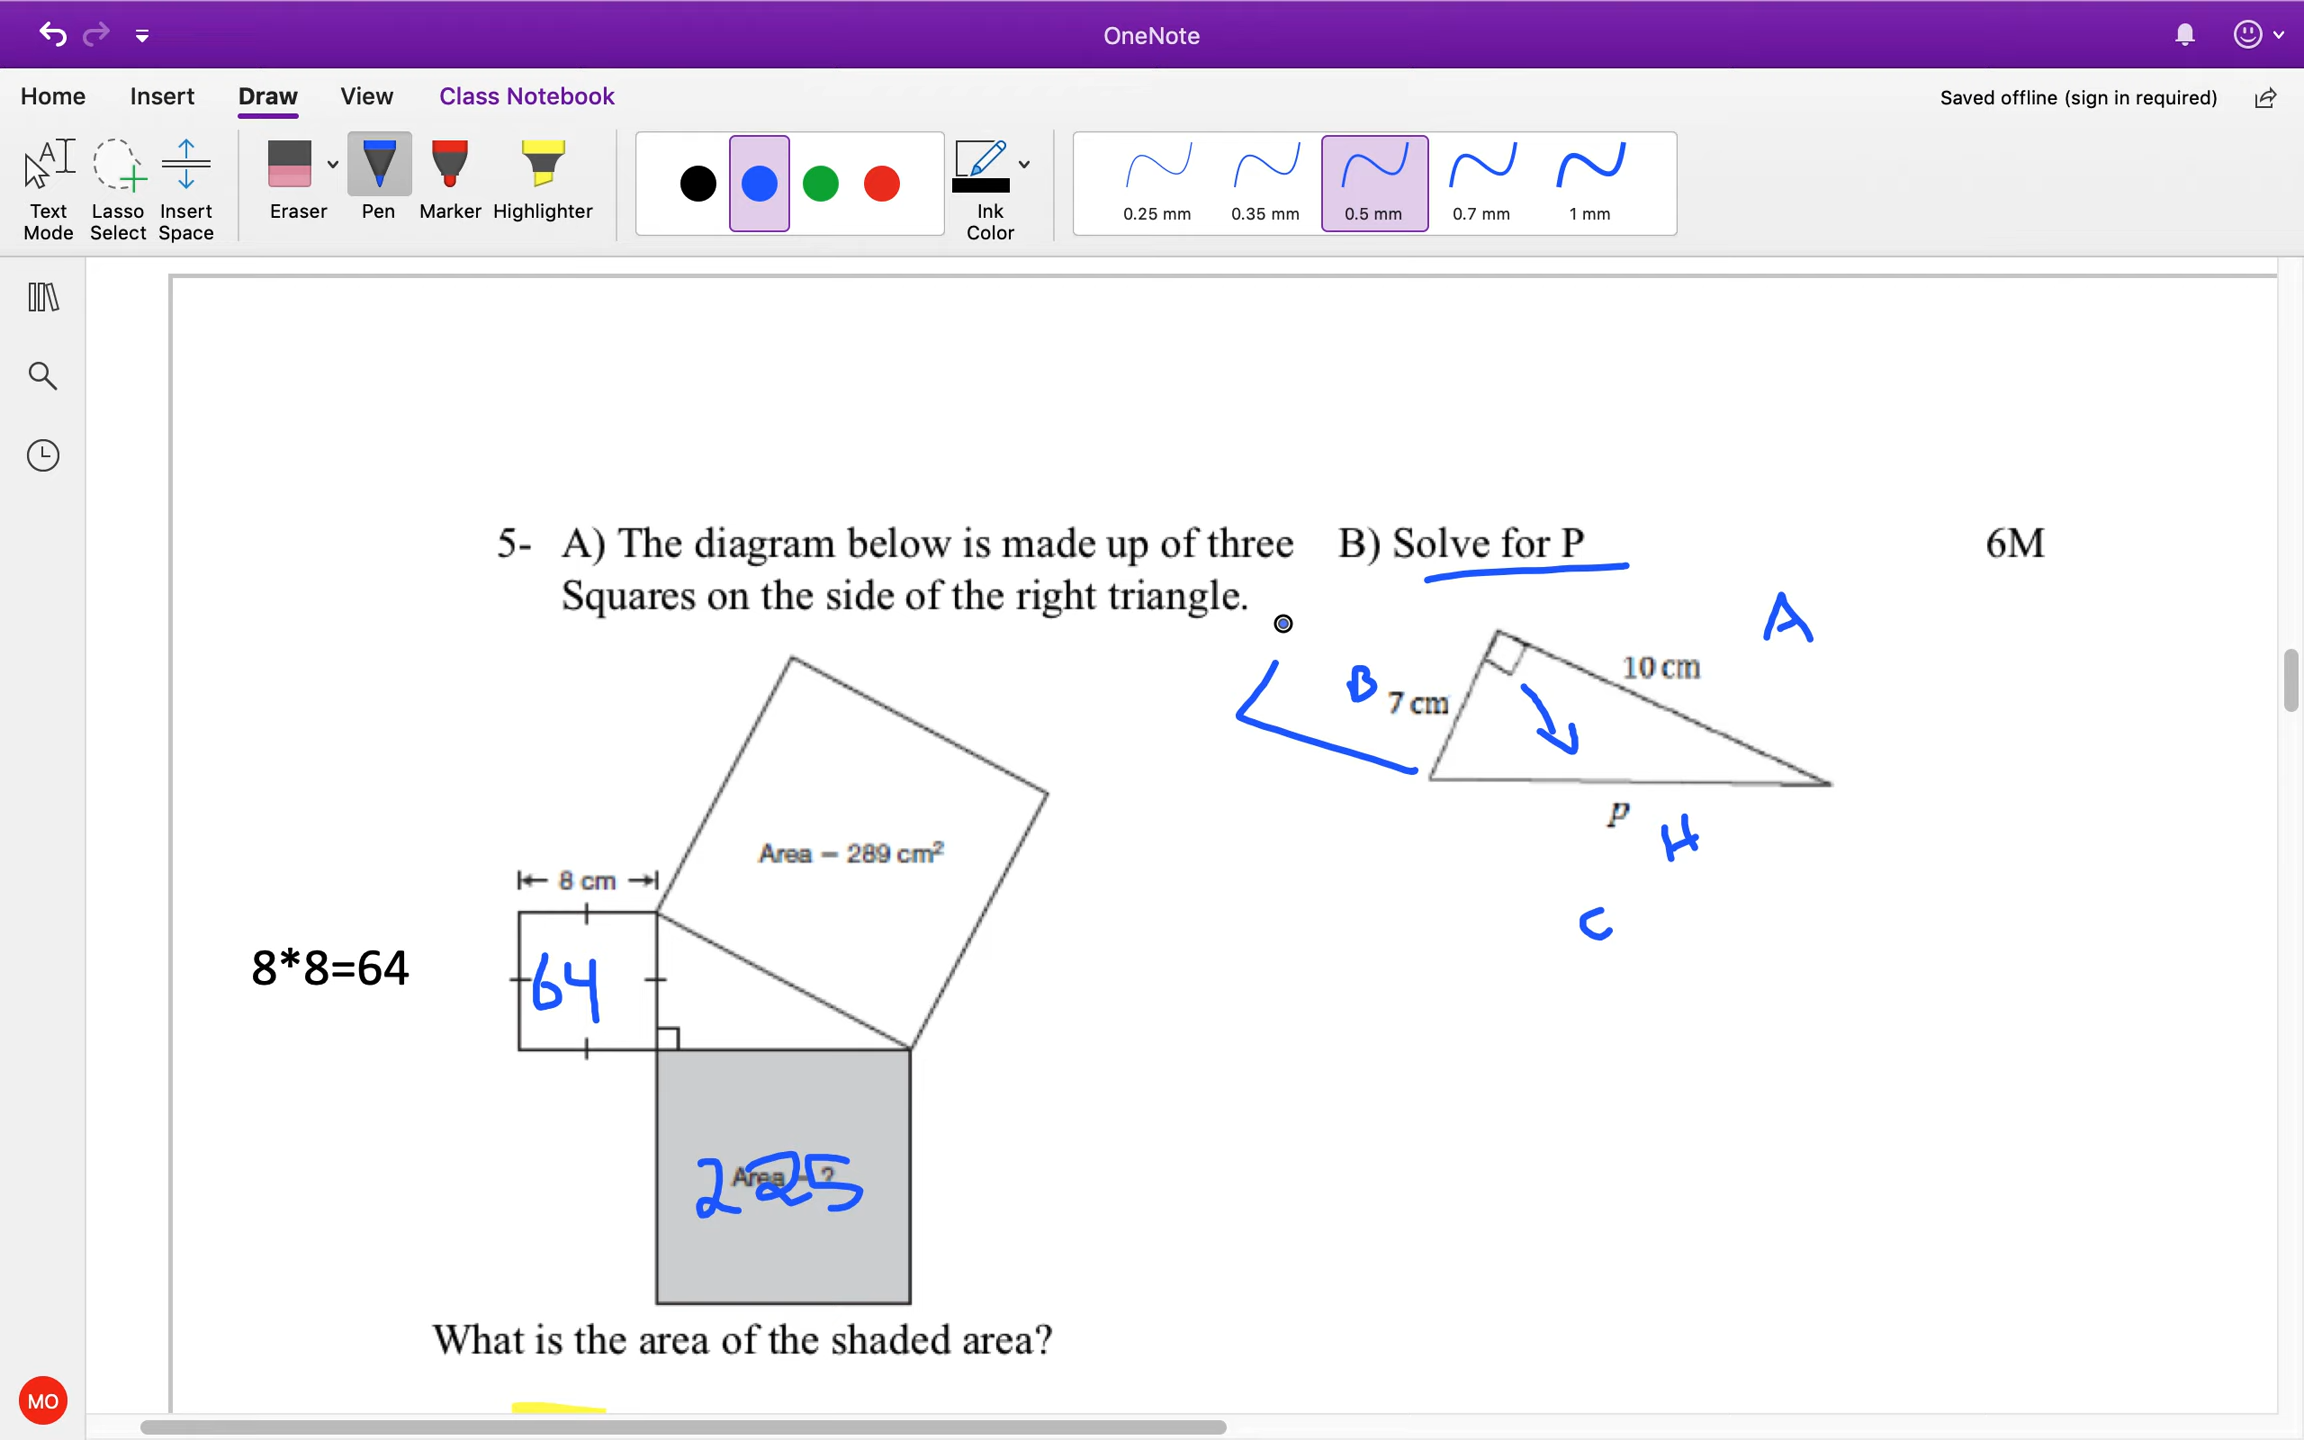 OneNote
Home Insert Draw View Class Notebook
Saved offline (sign in required)
Text Mode
Lasso Select
Insert Space
Eraser
Pen
Marker
Highlighter
Ink Color
0.25 mm
0.35 mm
0.5 mm
0.7 mm
1 mm
5- A) The diagram below is made up of three
Squares on the side of the right triangle.
B) Solve for P
6M
A
10 cm
B
7 cm
p
H
C
Area = 289 cm²
8 cm
8*8=64
64
Area = ?
225
What is the area of the shaded area?
MO